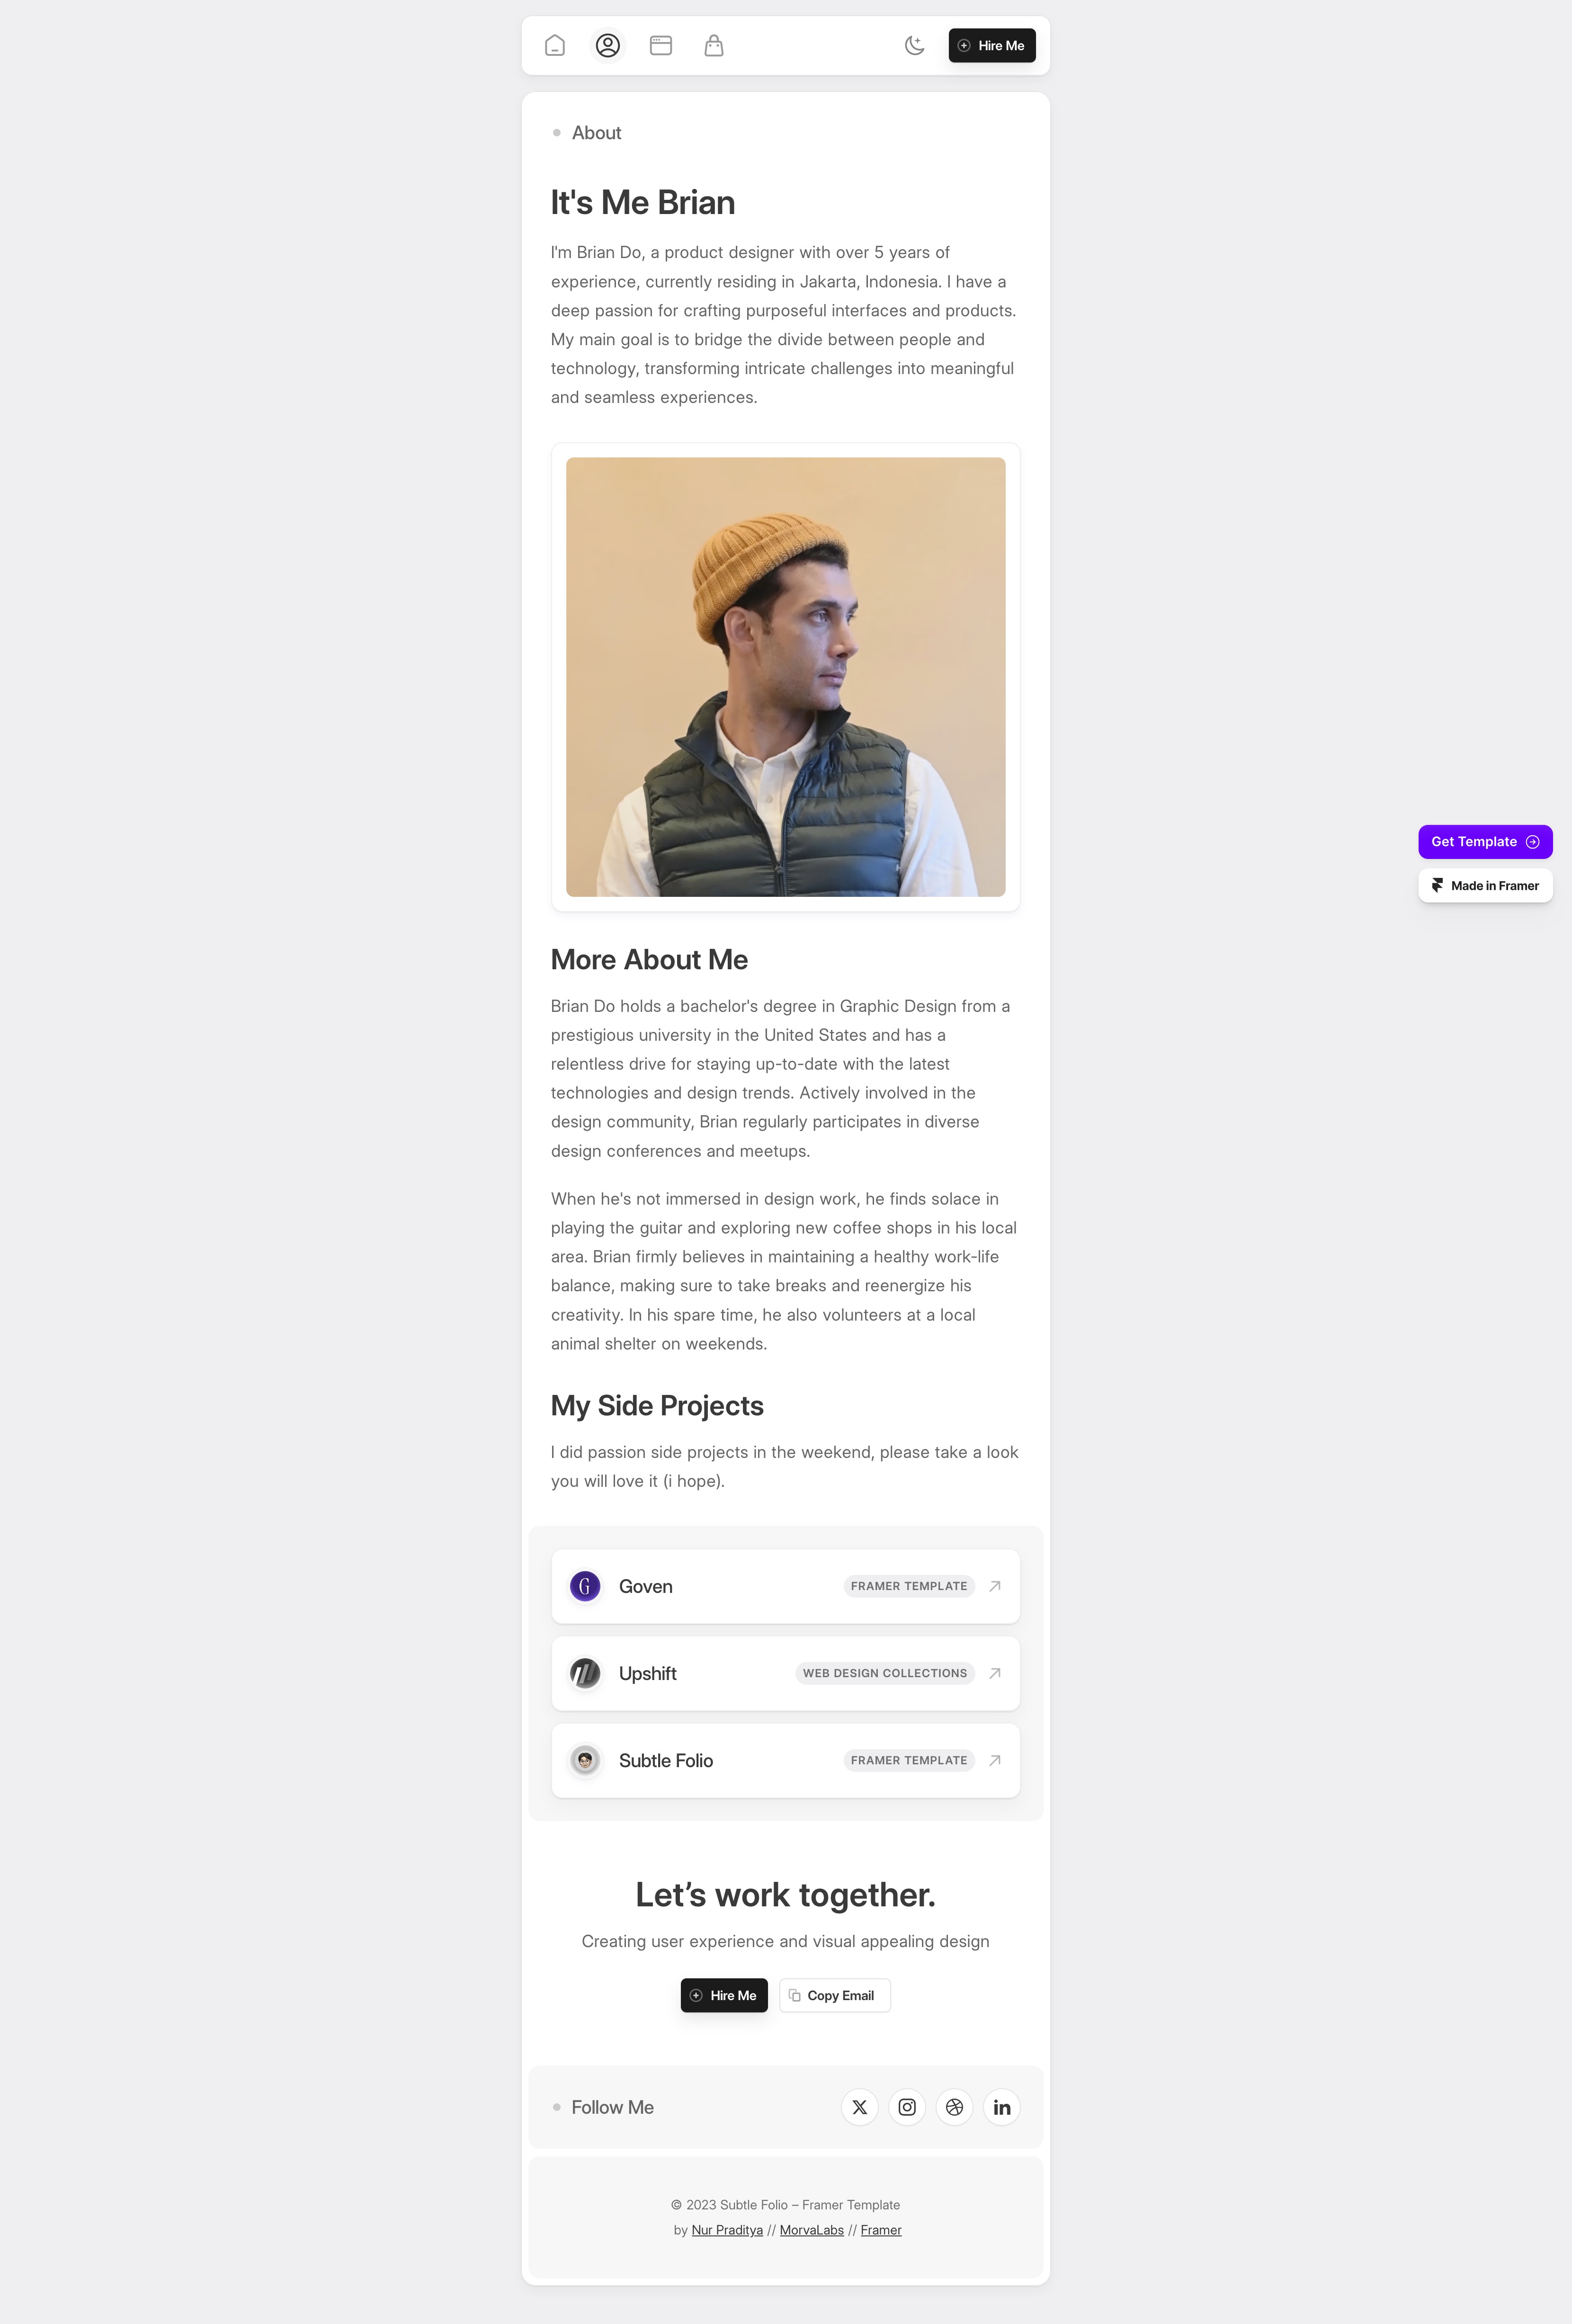 Hire Me
About
It's Me Brian
I'm Brian Do, a product designer with over 5 years of
experience, currently residing in Jakarta, Indonesia. I have a
deep passion for crafting purposeful interfaces and products.
My main goal is to bridge the divide between people and
technology, transforming intricate challenges into meaningful
and seamless experiences.
Get Template
Made in Framer
More About Me
Brian Do holds a bachelor's degree in Graphic Design from a
prestigious university in the United States and has a
relentless drive for staying up-to-date with the latest
technologies and design trends. Actively involved in the
design community, Brian regularly participates in diverse
design conferences and meetups.
When he's not immersed in design work, he finds solace in
playing the guitar and exploring new coffee shops in his local
area. Brian firmly believes in maintaining a healthy work-life
balance, making sure to take breaks and reenergize his
creativity. In his spare time, he also volunteers at a local
animal shelter on weekends.
My Side Projects
I did passion side projects in the weekend, please take a look
you will love it (i hope).
G Goven FRAMER TEMPLATE
Upshift WEB DESIGN COLLECTIONS
Subtle Folio FRAMER TEMPLATE
Let’s work together.
Creating user experience and visual appealing design
Hire Me Copy Email
Follow Me
© 2023 Subtle Folio – Framer Template
by Nur Praditya // MorvaLabs // Framer